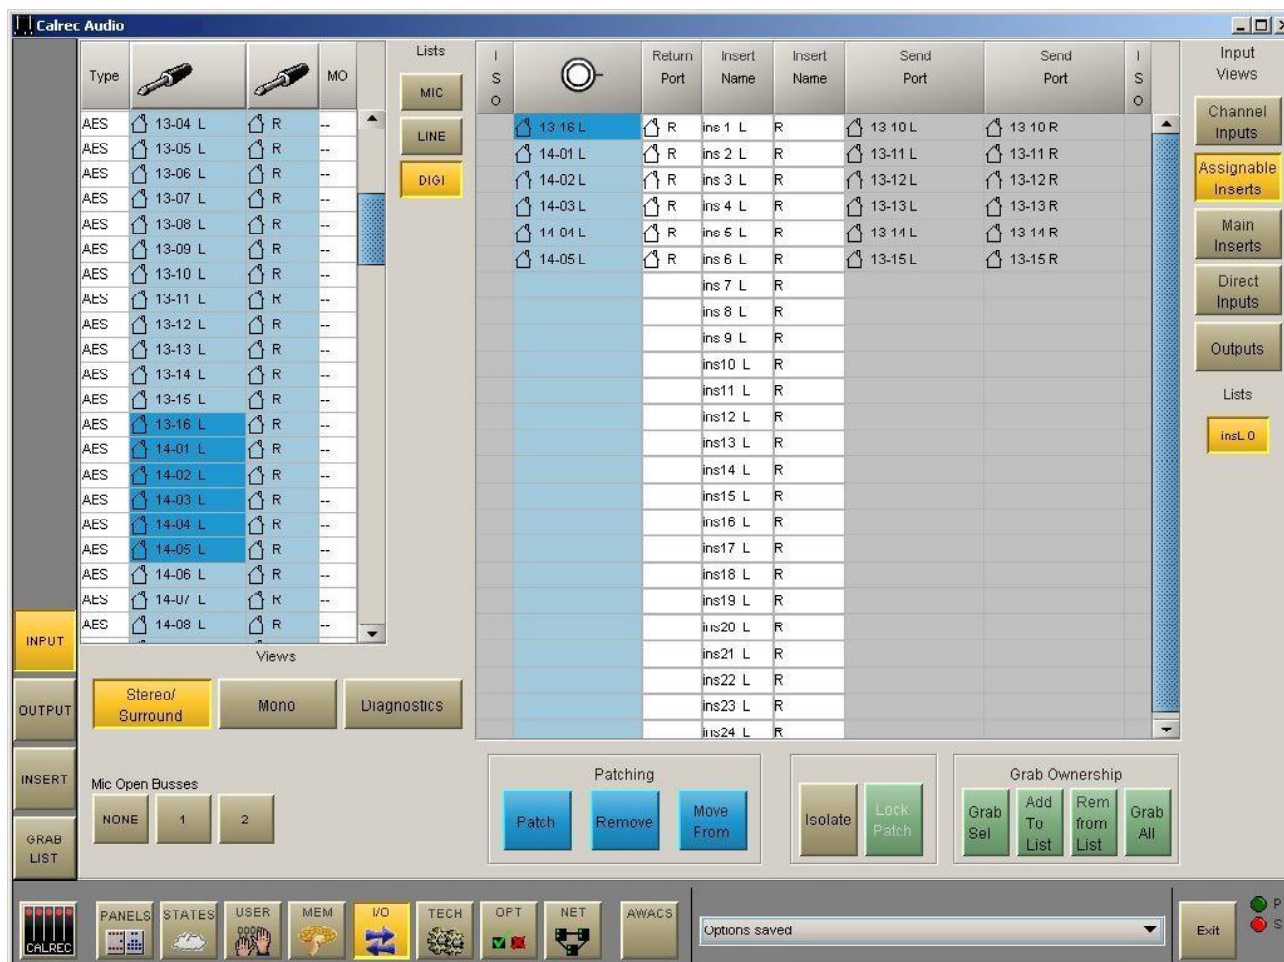 Calrec Audio
Type MO
AES 13-04 L R --
AES 13-05 L R --
AES 13-06 L R --
AES 13-07 L R --
AES 13-08 L R --
AES 13-09 L R --
AES 13-10 L R --
AES 13-11 L R --
AES 13-12 L R --
AES 13-13 L R --
AES 13-14 L R --
AES 13-15 L R --
AES 13-16 L R --
AES 14-01 L R --
AES 14-02 L R --
AES 14-03 L R --
AES 14-04 L R --
AES 14-05 L R --
AES 14-06 L R --
AES 14-07 L R --
AES 14-08 L R --
Lists
MIC
LINE
DIGI
I
S
O
Return Insert Insert Send Send
Port Name Name Port Port
I
S
O
13 16 L R ins 1 L R 13 10 L 13 10 R
14-01 L R ins 2 L R 13-11 L 13-11 R
14-02 L R ins 3 L R 13-12 L 13-12 R
14-03 L R ins 4 L R 13-13 L 13-13 R
14 04 L R ins 5 L R 13 14 L 13 14 R
14-05 L R ins 6 L R 13-15 L 13-15 R
ins 7 L R
ins 8 L R
ins 9 L R
ins10 L R
ins11 L R
ins12 L R
ins13 L R
ins14 L R
ins15 L R
ins16 L R
ins17 L R
ins18 L R
ins19 L R
ins20 L R
ins21 L R
ins22 L R
ins23 L R
ins24 L R
Input
Views
Channel
Inputs
Assignable
Inserts
Main
Inserts
Direct
Inputs
Outputs
Lists
insL 0
INPUT
OUTPUT
INSERT
GRAB
LIST
Views
Stereo/
Surround
Mono
Diagnostics
Mic Open Busses
NONE 1 2
Patching
Patch
Remove
Move
From
Isolate
Lock
Patch
Grab Ownership
Grab
Sel
Add
To
List
Rem
from
List
Grab
All
CALREC
PANELS STATES USER MEM I/O TECH OPT NET AWACS
Options saved
Exit
P
S